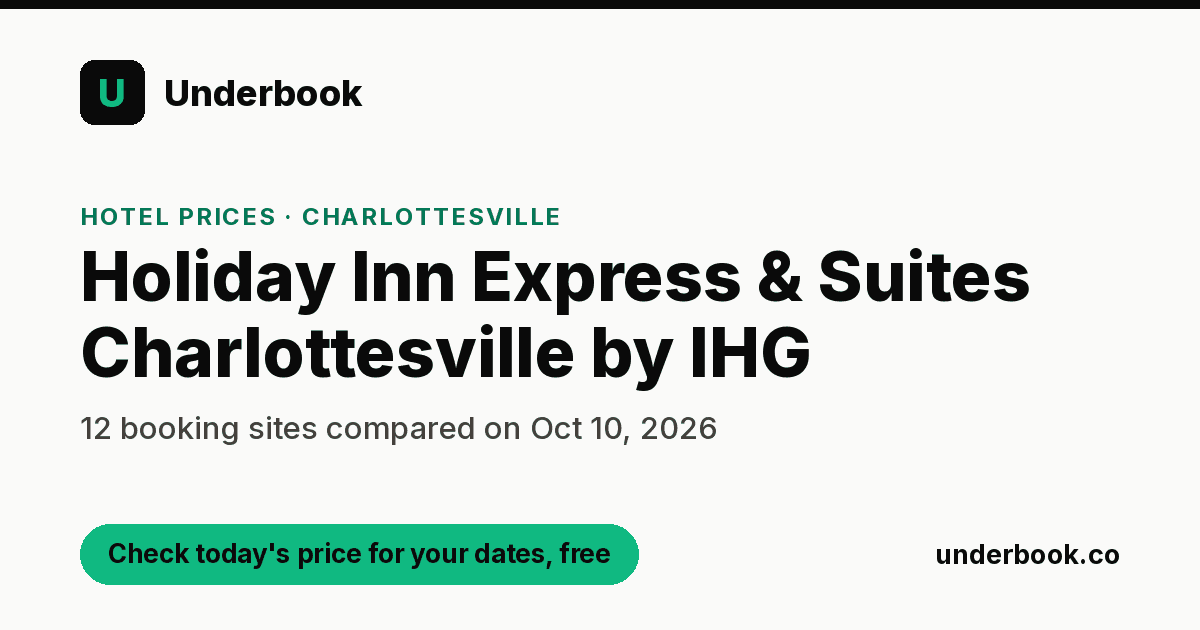 U Underbook
HOTEL PRICES · CHARLOTTESVILLE
Holiday Inn Express & Suites
Charlottesville by IHG
12 booking sites compared on Oct 10, 2026
Check today's price for your dates, free
underbook.co